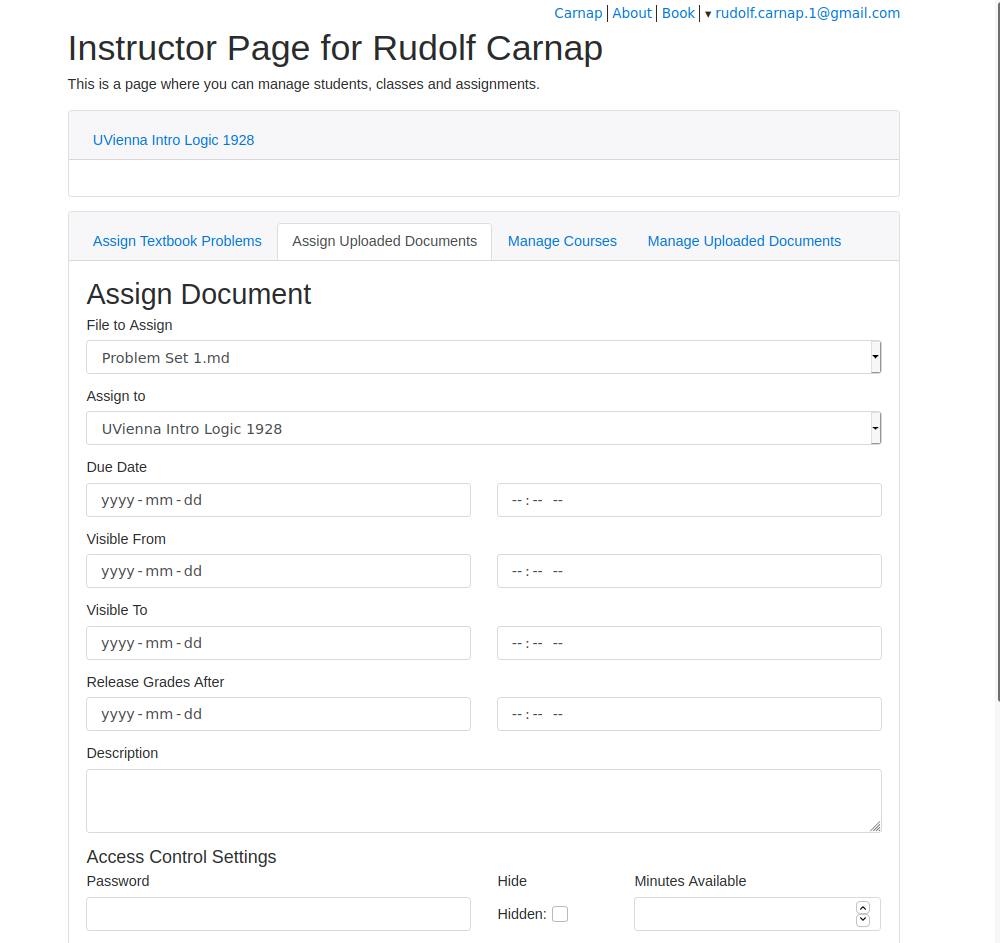 Carnap | About | Book | ▾ rudolf.carnap.1@gmail.com
Instructor Page for Rudolf Carnap
This is a page where you can manage students, classes and assignments.
UVienna Intro Logic 1928
Assign Textbook Problems Assign Uploaded Documents Manage Courses Manage Uploaded Documents
Assign Document
File to Assign
Problem Set 1.md
Assign to
UVienna Intro Logic 1928
Due Date
yyyy-mm-dd --:-- --
Visible From
yyyy-mm-dd --:-- --
Visible To
yyyy-mm-dd --:-- --
Release Grades After
yyyy-mm-dd --:-- --
Description
Access Control Settings
Password Hide Minutes Available
Hidden: